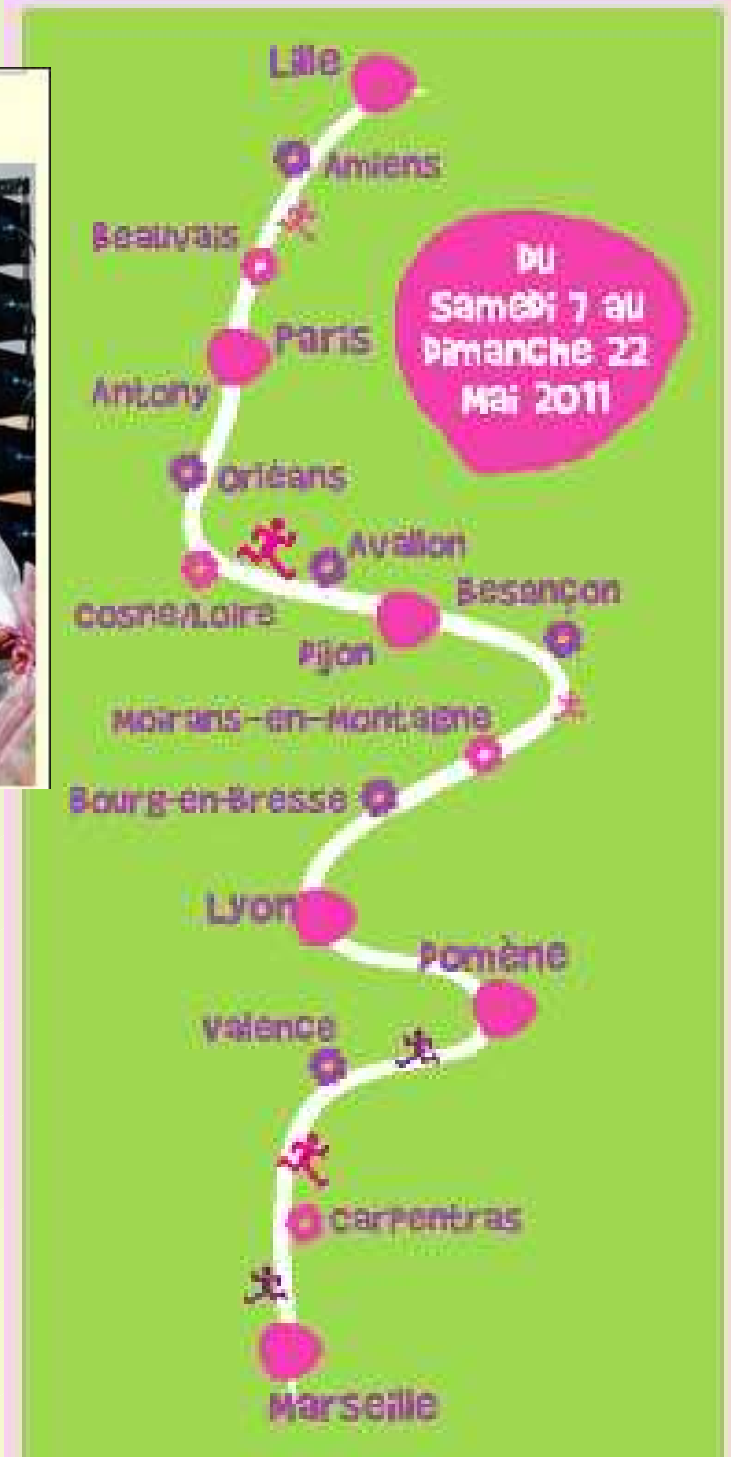 Lille
Amiens
Beauvais
Paris
Antony
DU
Samedi 7 au
Dimanche 22
Mai 2011
Orléans
Avallon
Besançon
Cosne/Loire
Dijon
Moirans-en-Montagne
Bourg-en-Bresse
Lyon
Domène
Valence
Carpentras
Marseille